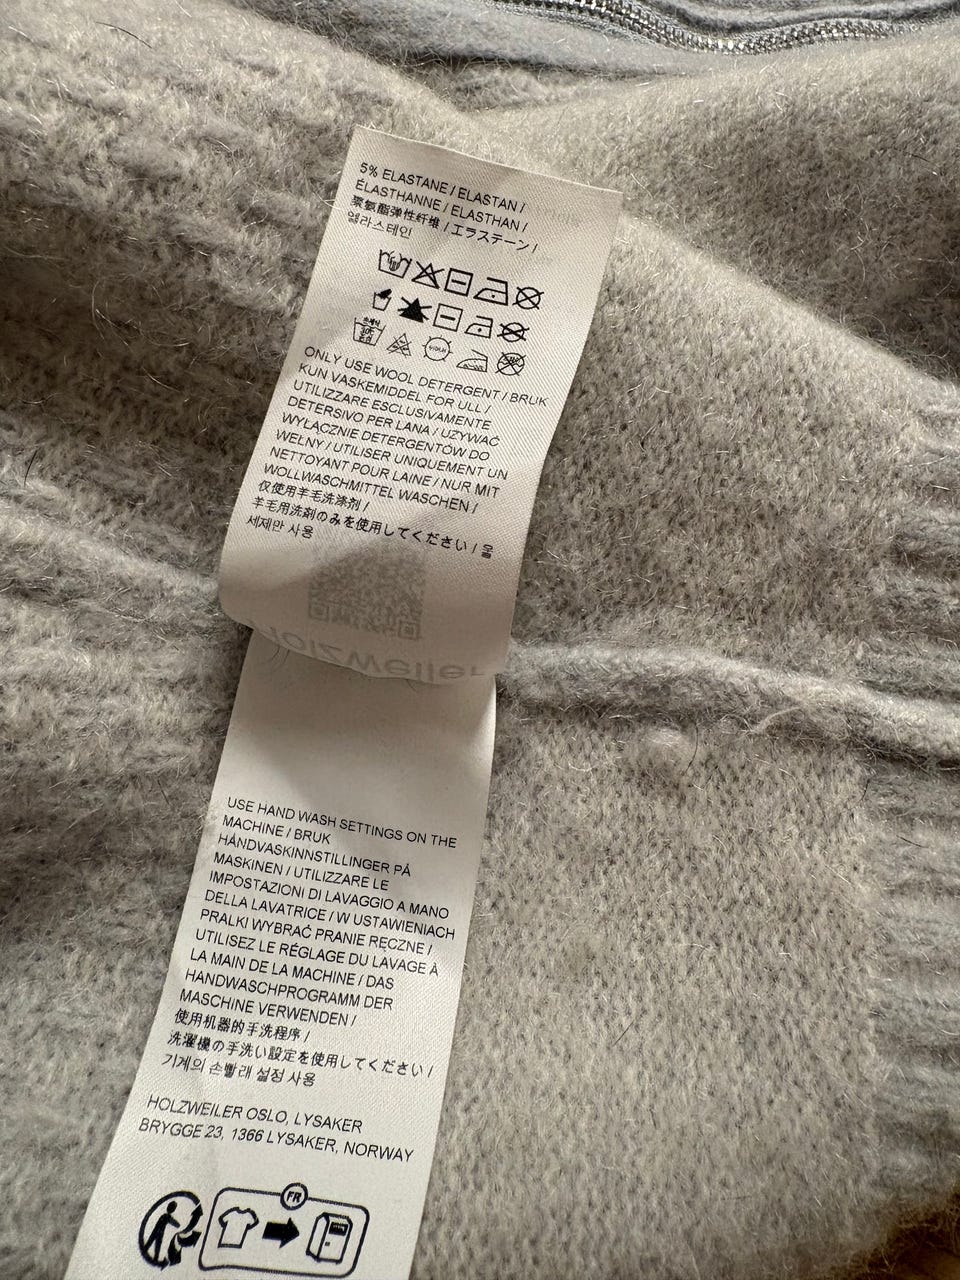 5% ELASTANE / ELASTAN /
ÉLASTHANNE / ELASTHAN /
聚氨酯弹性纤维 / エラステーン /
엘라스테인
ONLY USE WOOL DETERGENT / BRUK
KUN VASKEMIDDEL FOR ULL /
UTILIZZARE ESCLUSIVAMENTE
DETERSIVO PER LANA / UŻYWAĆ
WYŁĄCZNIE DETERGENTÓW DO
WEŁNY / UTILISER UNIQUEMENT UN
NETTOYANT POUR LAINE / NUR MIT
WOLLWASCHMITTEL WASCHEN /
仅使用羊毛洗涤剂 /
羊毛用洗剤のみを使用してください / 울
세제만 사용
Holzweiler
USE HAND WASH SETTINGS ON THE
MACHINE / BRUK
HÅNDVASKINNSTILLINGER PÅ
MASKINEN / UTILIZZARE LE
IMPOSTAZIONI DI LAVAGGIO A MANO
DELLA LAVATRICE / W USTAWIENIACH
PRALKI WYBRAĆ PRANIE RĘCZNE /
UTILISEZ LE RÉGLAGE DU LAVAGE À
LA MAIN DE LA MACHINE / DAS
HANDWASCHPROGRAMM DER
MASCHINE VERWENDEN /
使用机器的手洗程序 /
洗濯機の手洗い設定を使用してください /
기계의 손빨래 설정 사용
HOLZWEILER OSLO, LYSAKER
BRYGGE 23, 1366 LYSAKER, NORWAY
FR